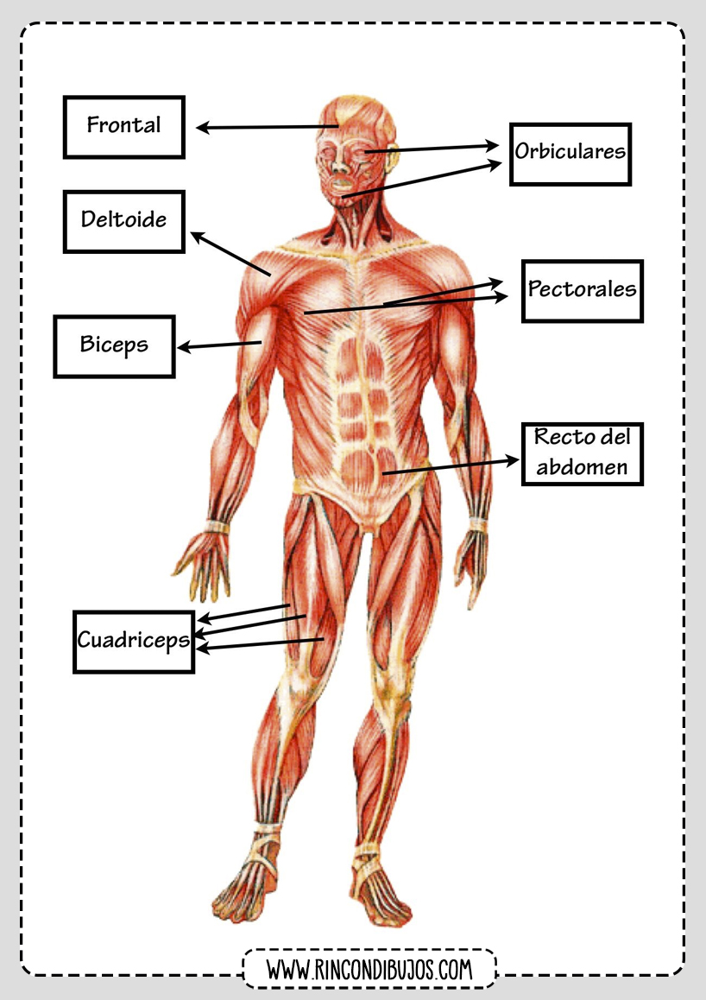 Frontal
Orbiculares
Deltoide
Pectorales
Biceps
Recto del
abdomen
Cuadriceps
WWW.RINCONDIBUJOS.COM